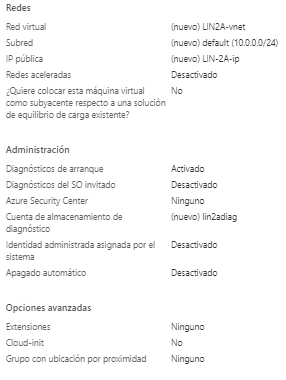 Redes
Red virtual (nuevo) LIN2A-vnet
Subred (nuevo) default (10.0.0.0/24)
IP pública (nuevo) LIN-2A-ip
Redes aceleradas Desactivado
¿Quiere colocar esta máquina virtual No
como subyacente respecto a una solución
de equilibrio de carga existente?
Administración
Diagnósticos de arranque Activado
Diagnósticos del SO invitado Desactivado
Azure Security Center Ninguno
Cuenta de almacenamiento de (nuevo) lin2adiag
diagnóstico
Identidad administrada asignada por el Desactivado
sistema
Apagado automático Desactivado
Opciones avanzadas
Extensiones Ninguno
Cloud-init No
Grupo con ubicación por proximidad Ninguno